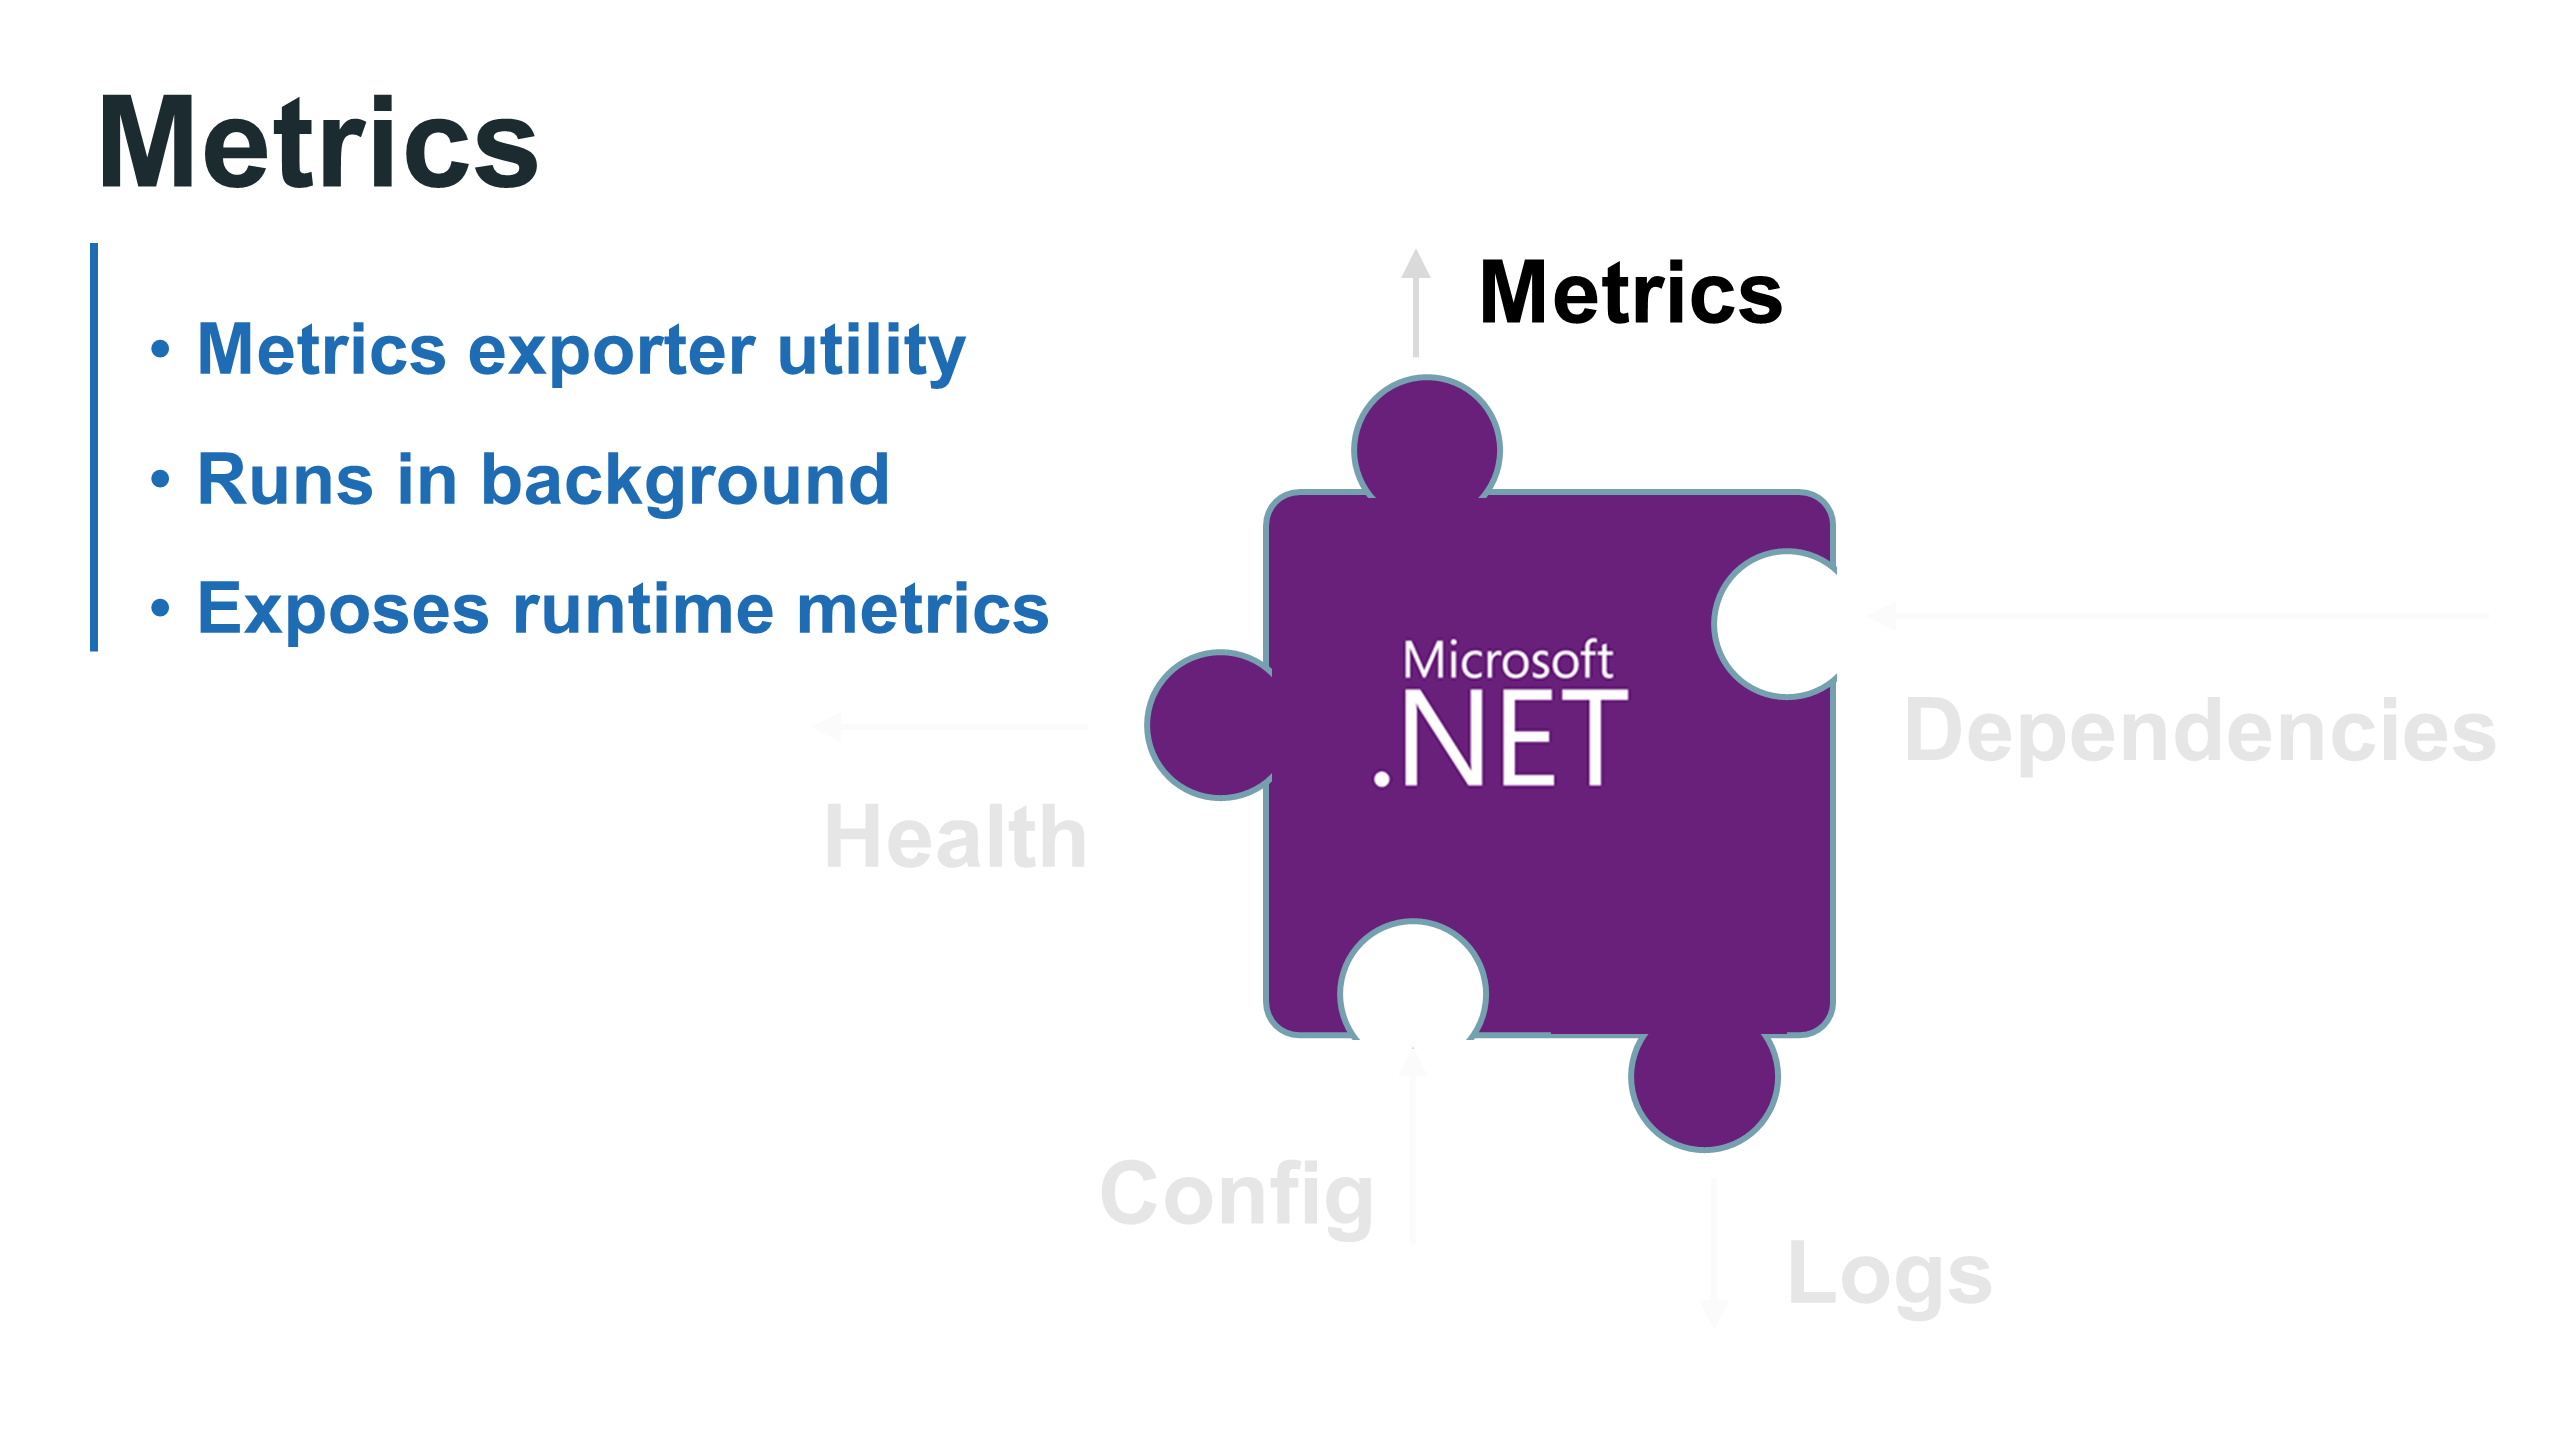 Metrics
• Metrics exporter utility
• Runs in background
• Exposes runtime metrics
Metrics
Microsoft
.NET
Dependencies
Health
Config
Logs